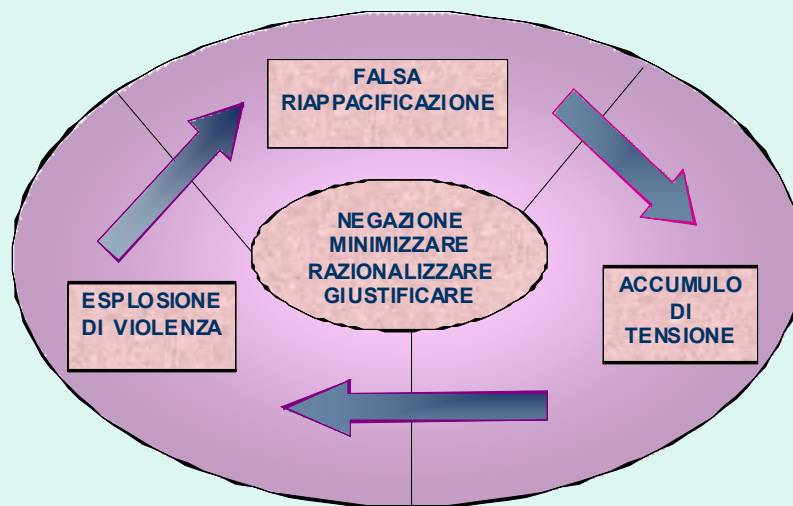 FALSA
RIAPPACIFICAZIONE
NEGAZIONE
MINIMIZZARE
RAZIONALIZZARE
GIUSTIFICARE
ESPLOSIONE
DI VIOLENZA
ACCUMULO
DI
TENSIONE